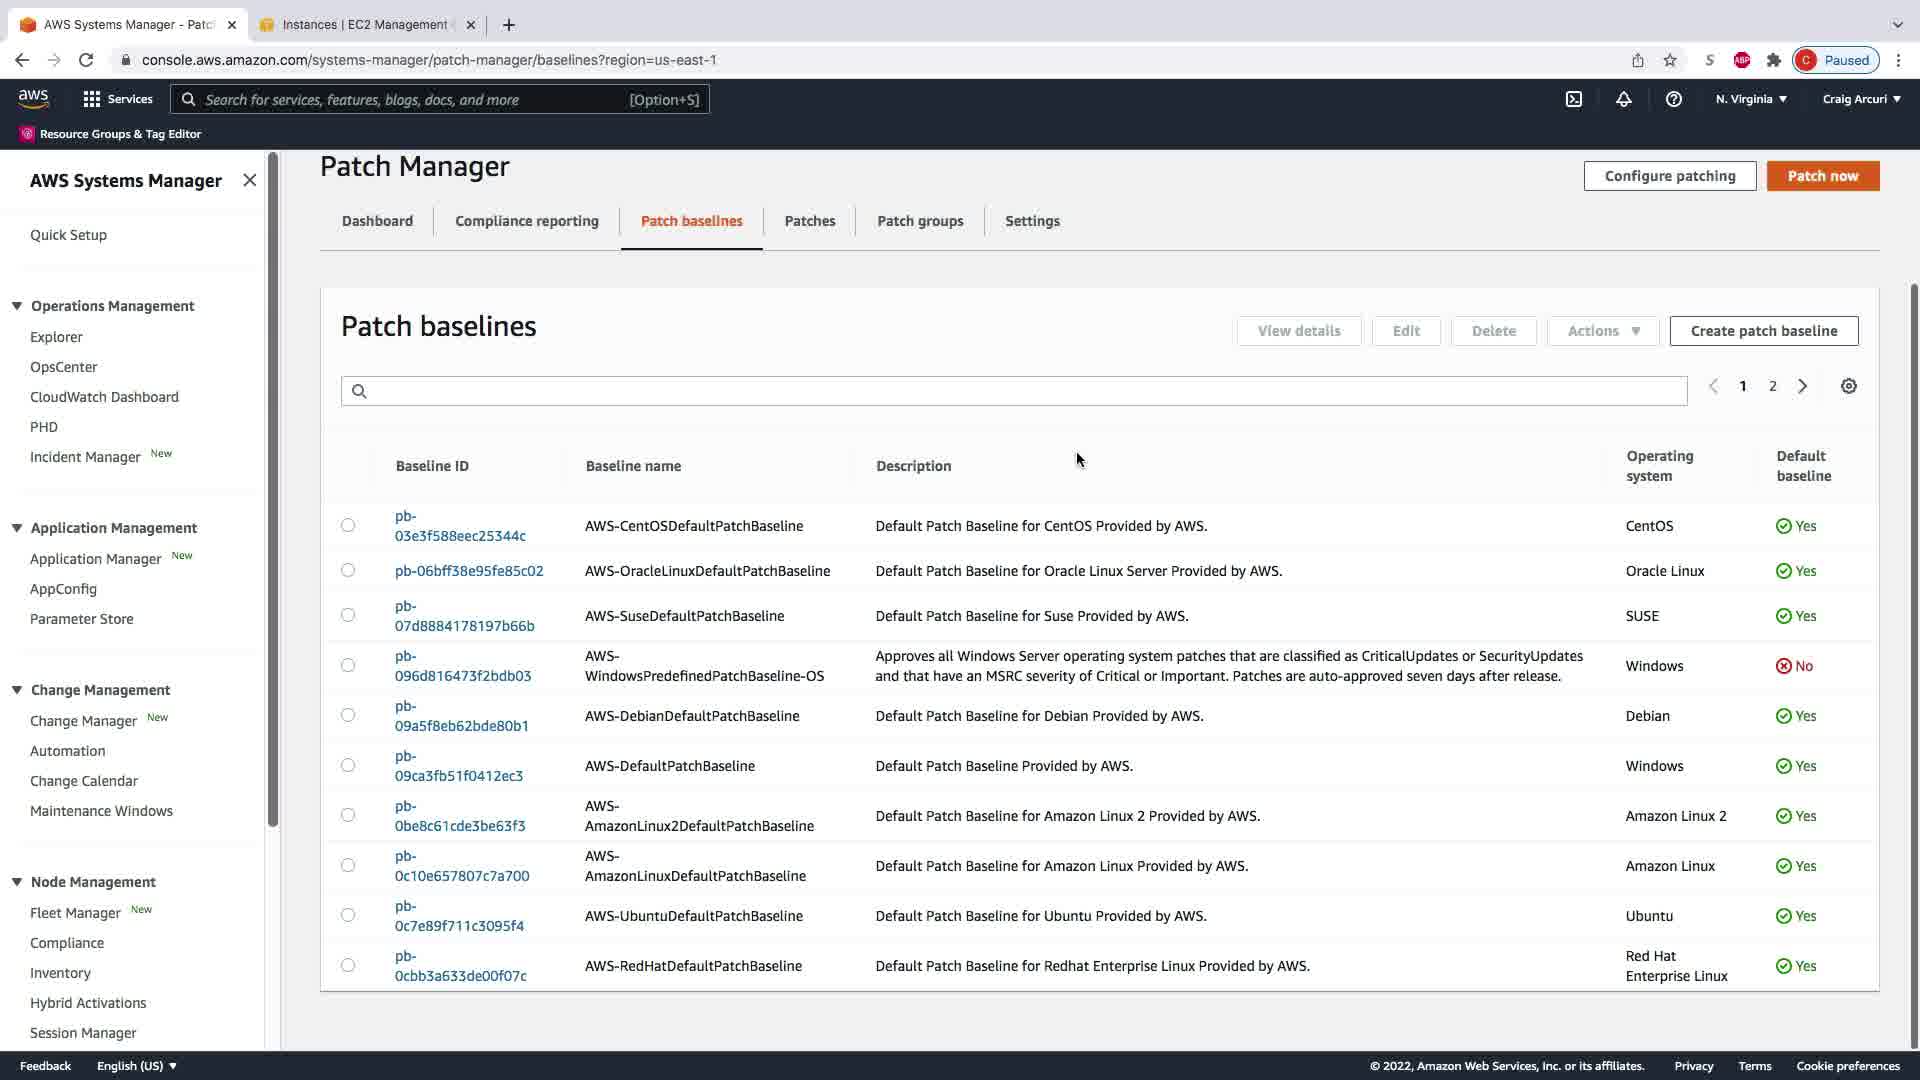 AWS Systems Manager - Patc
Instances | EC2 Management
console.aws.amazon.com/systems-manager/patch-manager/baselines?region=us-east-1
S
ABP
C
Paused
aws
Services
Search for services, features, blogs, docs, and more
[Option+S]
N. Virginia
Craig Arcuri
Resource Groups & Tag Editor
AWS Systems Manager
Quick Setup
Operations Management
Explorer
OpsCenter
CloudWatch Dashboard
PHD
Incident Manager New
Application Management
Application Manager New
AppConfig
Parameter Store
Change Management
Change Manager New
Automation
Change Calendar
Maintenance Windows
Node Management
Fleet Manager New
Compliance
Inventory
Hybrid Activations
Session Manager
Patch Manager
Configure patching
Patch now
Dashboard
Compliance reporting
Patch baselines
Patches
Patch groups
Settings
Patch baselines
View details
Edit
Delete
Actions
Create patch baseline
1
2
Baseline ID
Baseline name
Description
Operating
system
Default
baseline
pb-
03e3f588eec25344c
AWS-CentOSDefaultPatchBaseline
Default Patch Baseline for CentOS Provided by AWS.
CentOS
Yes
pb-06bff38e95fe85c02
AWS-OracleLinuxDefaultPatchBaseline
Default Patch Baseline for Oracle Linux Server Provided by AWS.
Oracle Linux
Yes
pb-
07d8884178197b66b
AWS-SuseDefaultPatchBaseline
Default Patch Baseline for Suse Provided by AWS.
SUSE
Yes
pb-
096d816473f2bdb03
AWS-
WindowsPredefinedPatchBaseline-OS
Approves all Windows Server operating system patches that are classified as CriticalUpdates or SecurityUpdates
and that have an MSRC severity of Critical or Important. Patches are auto-approved seven days after release.
Windows
No
pb-
09a5f8eb62bde80b1
AWS-DebianDefaultPatchBaseline
Default Patch Baseline for Debian Provided by AWS.
Debian
Yes
pb-
09ca3fb51f0412ec3
AWS-DefaultPatchBaseline
Default Patch Baseline Provided by AWS.
Windows
Yes
pb-
0be8c61cde3be63f3
AWS-
AmazonLinux2DefaultPatchBaseline
Default Patch Baseline for Amazon Linux 2 Provided by AWS.
Amazon Linux 2
Yes
pb-
0c10e657807c7a700
AWS-
AmazonLinuxDefaultPatchBaseline
Default Patch Baseline for Amazon Linux Provided by AWS.
Amazon Linux
Yes
pb-
0c7e89f711c3095f4
AWS-UbuntuDefaultPatchBaseline
Default Patch Baseline for Ubuntu Provided by AWS.
Ubuntu
Yes
pb-
0cbb3a633de00f07c
AWS-RedHatDefaultPatchBaseline
Default Patch Baseline for Redhat Enterprise Linux Provided by AWS.
Red Hat
Enterprise Linux
Yes
Feedback
English (US)
© 2022, Amazon Web Services, Inc. or its affiliates.
Privacy
Terms
Cookie preferences